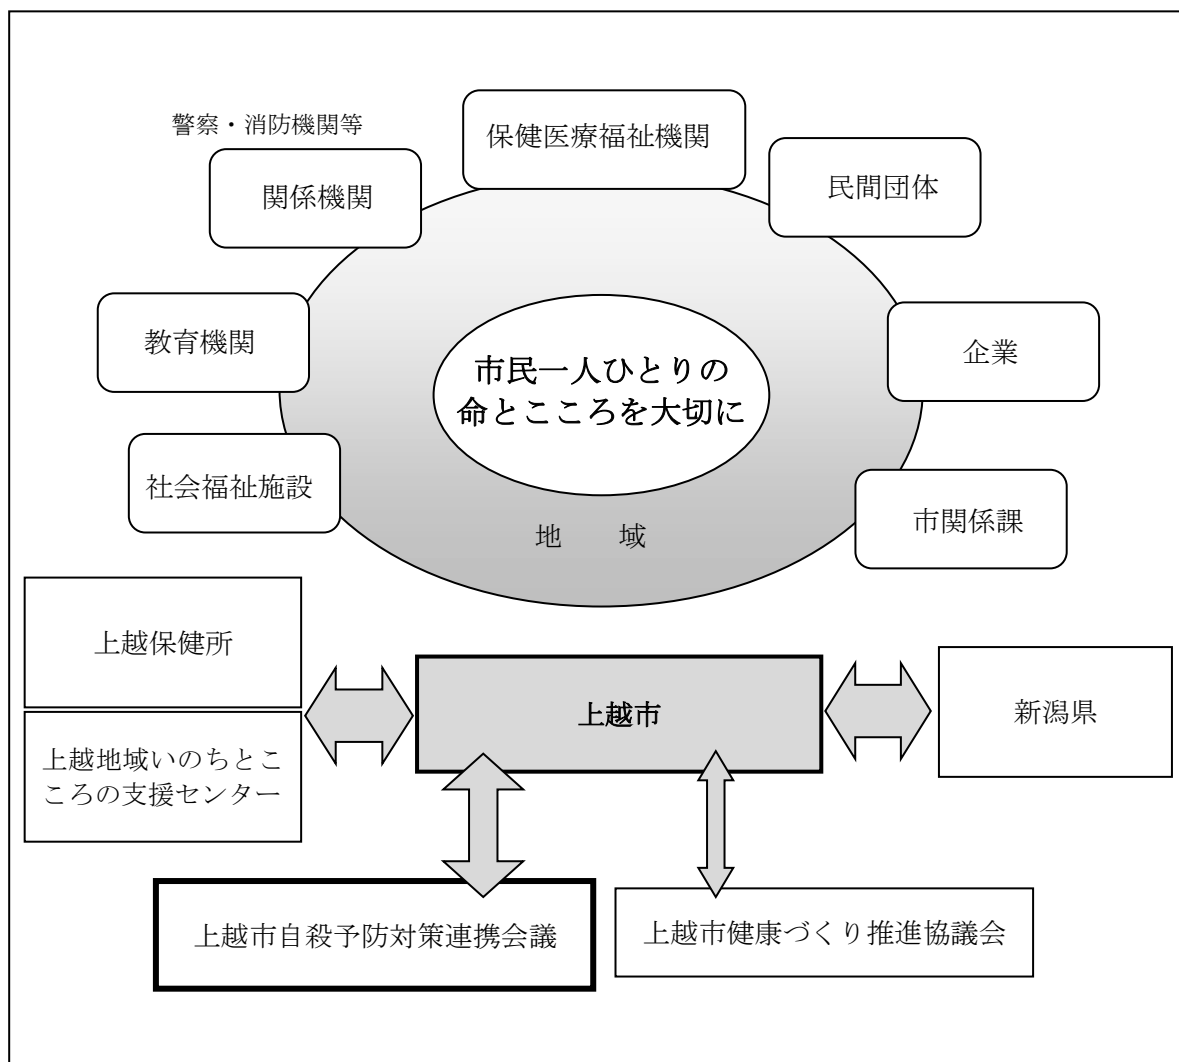 警察・消防機関等
保健医療福祉機関
関係機関
民間団体
教育機関
企業
市民一人ひとりの
命とこころを大切に
社会福祉施設
市関係課
地　　域
上越保健所
上越市
新潟県
上越地域いのちとこ
ころの支援センター
上越市自殺予防対策連携会議
上越市健康づくり推進協議会